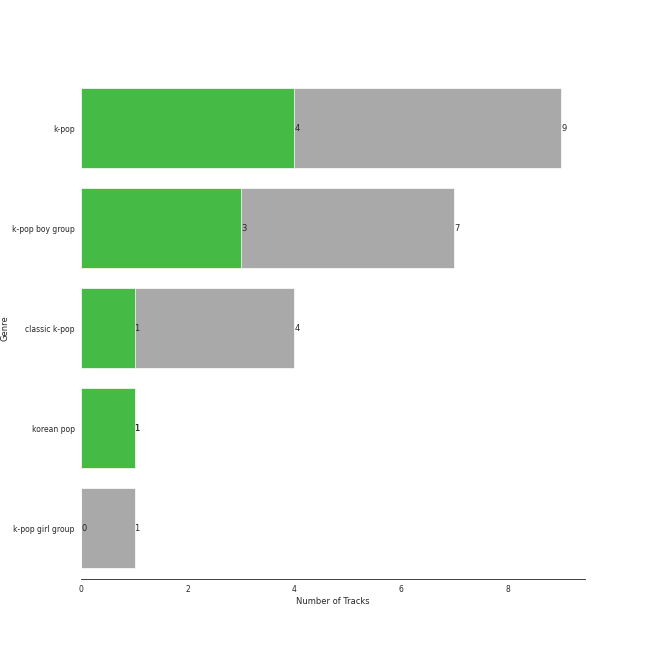 k-pop 4 9
k-pop boy group 3 7
classic k-pop 1 4
korean pop 1
k-pop girl group 0 1
Genre
0 2 4 6 8
Number of Tracks